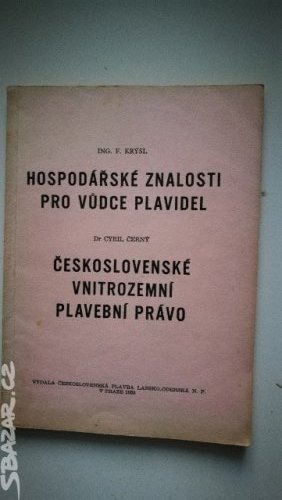 ING. F. KRÝSL
HOSPODÁŘSKÉ ZNALOSTI
PRO VŮDCE PLAVIDEL
Dr CYRIL ČERNÝ
ČESKOSLOVENSKÉ
VNITROZEMNÍ
PLAVEBNÍ PRÁVO
VYDALA ČESKOSLOVENSKÁ PLAVBA LABSKO-ODERSKÁ N. P.
V PRAZE
SBAZAR.CZ